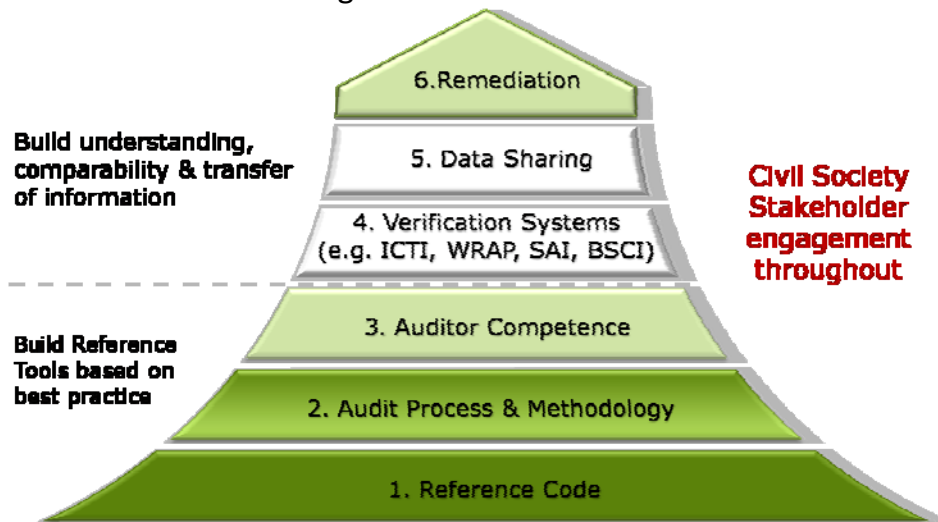 6.Remediation
Build understanding,
comparability & transfer
of information
5. Data Sharing
4. Verification Systems
(e.g. ICTI, WRAP, SAI, BSCI)
Civil Society
Stakeholder
engagement
throughout
3. Auditor Competence
Build Reference
Tools based on
best practice
2. Audit Process & Methodology
1. Reference Code